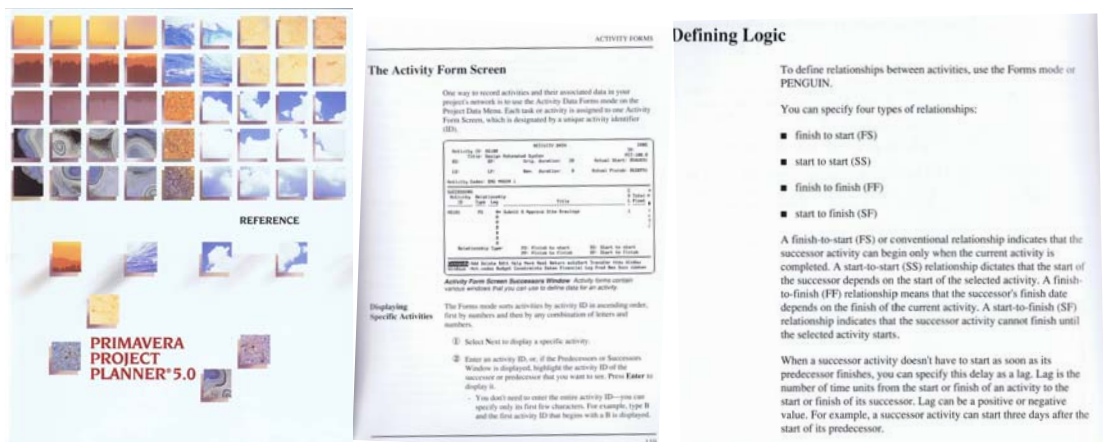 REFERENCE
PRIMAVERA
PROJECT
PLANNER® 5.0
ACTIVITY FORMS
The Activity Form Screen
One way to record activities and their associated data in your
project's network is to use the Activity Data Forms mode on the
Project Data Menu. Each task or activity is assigned to one Activity
Form Screen, which is designated by a unique activity identifier
(ID).
ACTIVITY DATA
Activity Form Screen Successors Window Activity forms contain
various windows that you can use to define data for an activity.
Displaying
Specific Activities
The Forms mode sorts activities by activity ID in ascending order,
first by numbers and then by any combination of letters and
numbers.
① Select Next to display a specific activity.
② Enter an activity ID, or, if the Predecessors or Successors
Window is displayed, highlight the activity ID of the
successor or predecessor that you want to see. Press Enter to
display it.
- You don't need to enter the entire activity ID—you can
specify only its first few characters. For example, type B
and the first activity ID that begins with a B is displayed.
Defining Logic
To define relationships between activities, use the Forms mode or
PENGUIN.
You can specify four types of relationships:
■ finish to start (FS)
■ start to start (SS)
■ finish to finish (FF)
■ start to finish (SF)
A finish-to-start (FS) or conventional relationship indicates that the
successor activity can begin only when the current activity is
completed. A start-to-start (SS) relationship dictates that the start of
the successor depends on the start of the selected activity. A finish-
to-finish (FF) relationship means that the successor's finish date
depends on the finish of the current activity. A start-to-finish (SF)
relationship indicates that the successor activity cannot finish until
the selected activity starts.
When a successor activity doesn't have to start as soon as its
predecessor finishes, you can specify this delay as a lag. Lag is the
number of time units from the start or finish of an activity to the
start or finish of its successor. Lag can be a positive or negative
value. For example, a successor activity can start three days after the
start of its predecessor.